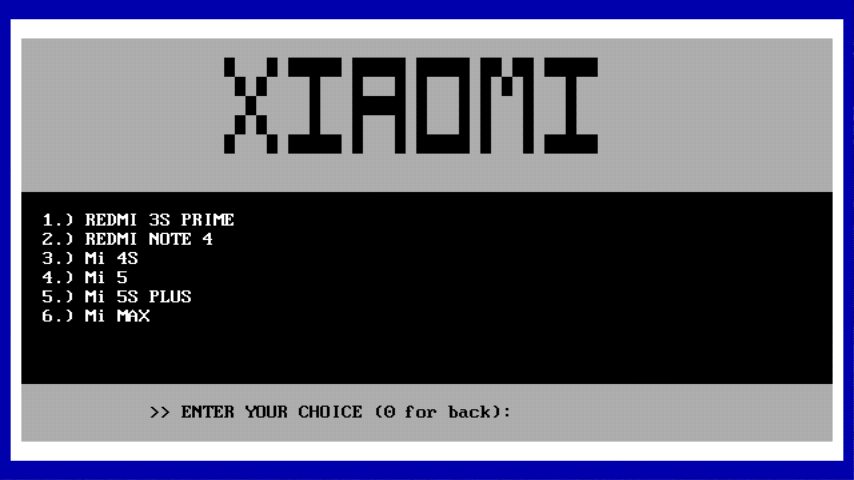 XIAOMI
1.) REDMI 3S PRIME
2.) REDMI NOTE 4
3.) Mi 4S
4.) Mi 5
5.) Mi 5S PLUS
6.) Mi MAX
>> ENTER YOUR CHOICE (0 for back):